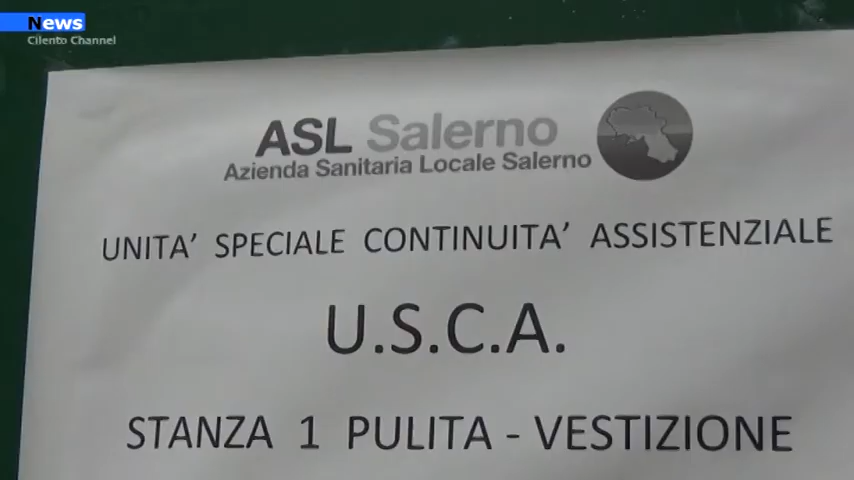 News
Cilento Channel
ASL Salerno
Azienda Sanitaria Locale Salerno
UNITA' SPECIALE CONTINUITA' ASSISTENZIALE
U.S.C.A.
STANZA 1 PULITA - VESTIZIONE